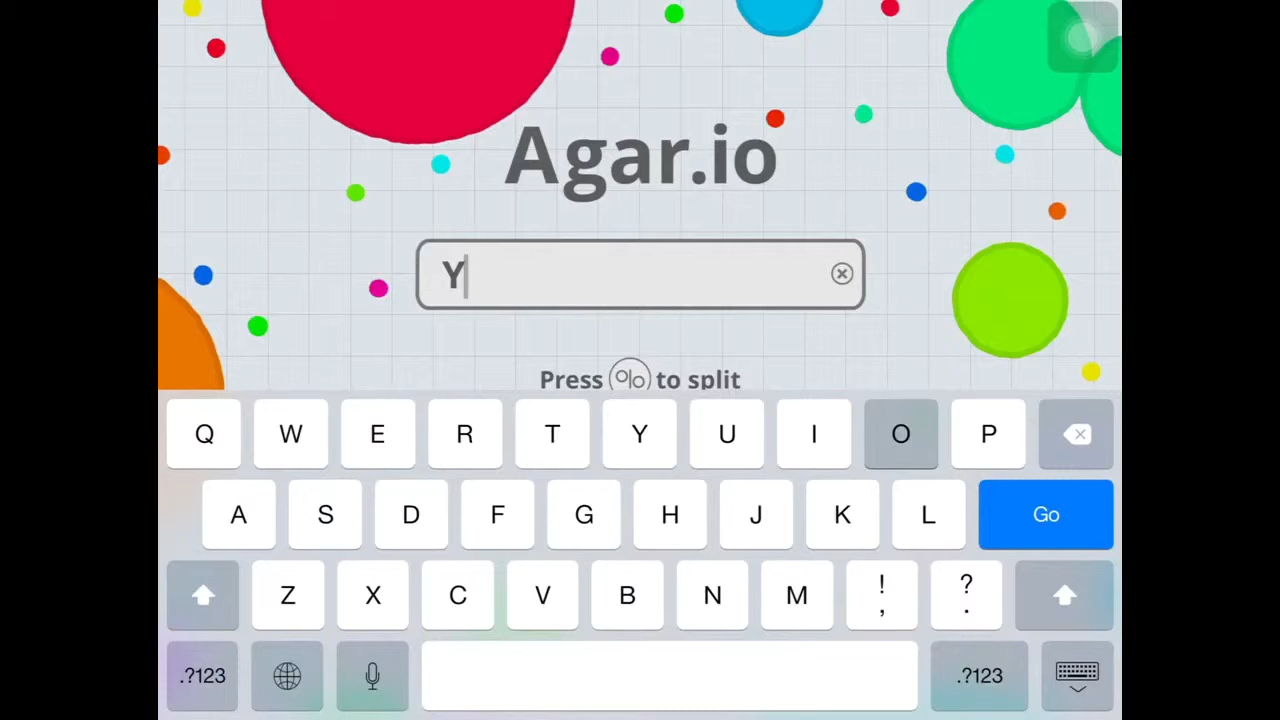 Agar.io
Y
Press to split
Q W E R T Y U I O P
A S D F G H J K L Go
Z X C V B N M ! , ? .
.?123 .?123